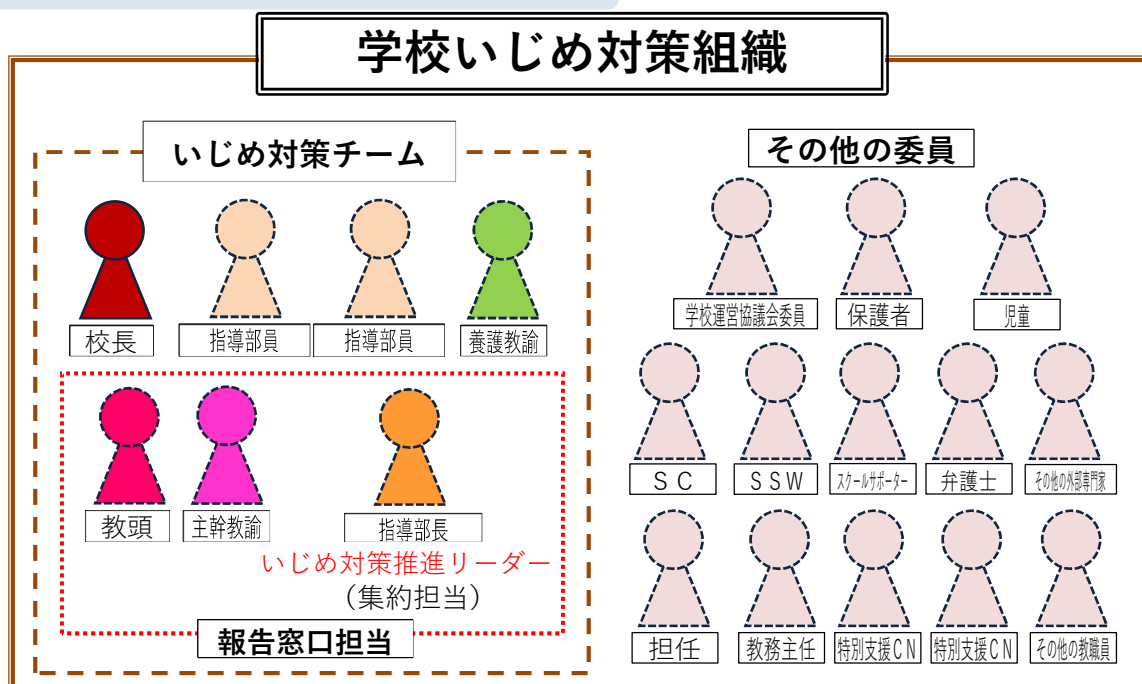 学校いじめ対策組織
いじめ対策チーム
校長
指導部員
指導部員
養護教諭
教頭
主幹教諭
指導部長
いじめ対策推進リーダー
（集約担当）
報告窓口担当
その他の委員
学校運営協議会委員
保護者
児童
ＳＣ
ＳＳＷ
スクールサポーター
弁護士
その他の外部専門家
担任
教務主任
特別支援ＣＮ
特別支援ＣＮ
その他の教職員